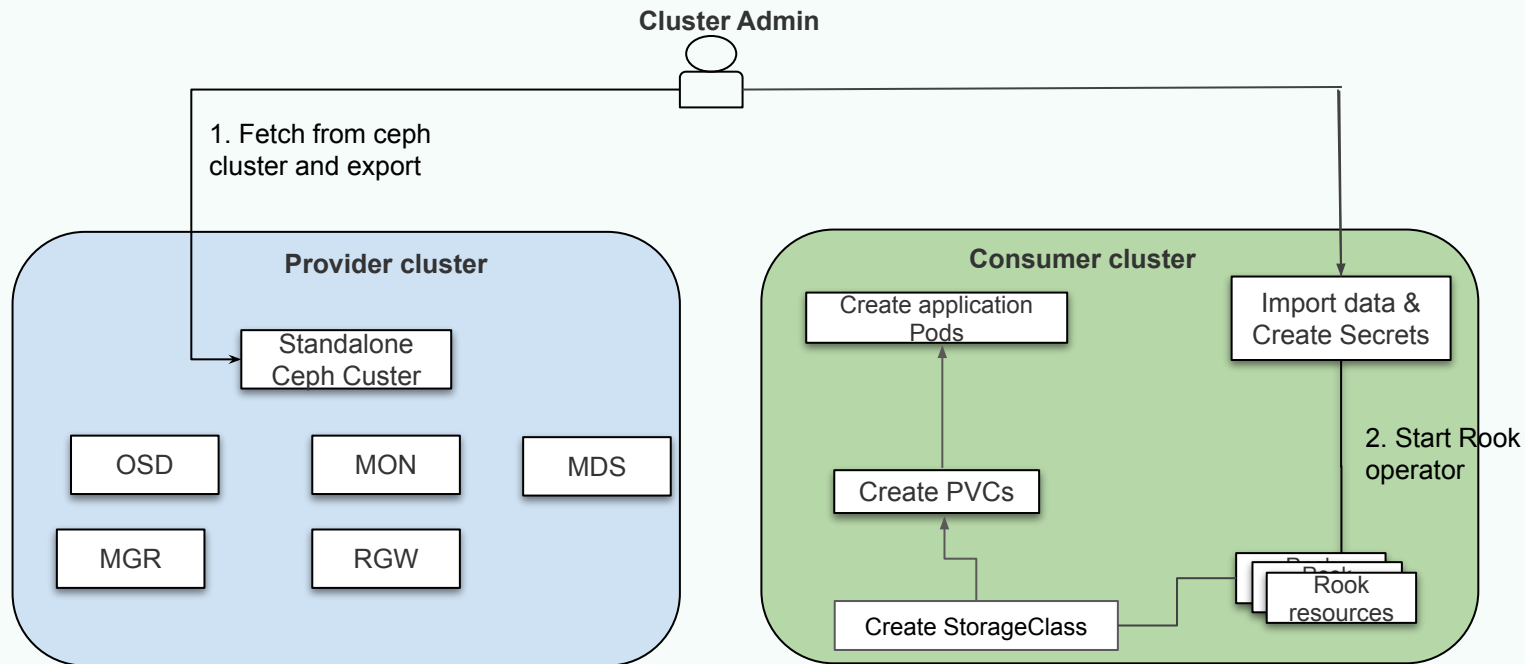 Cluster Admin
1. Fetch from ceph
cluster and export
Provider cluster
Standalone
Ceph Custer
OSD
MON
MDS
MGR
RGW
Consumer cluster
Create application
Pods
Import data &
Create Secrets
2. Start Rook
operator
Create PVCs
Create StorageClass
Rook
resources